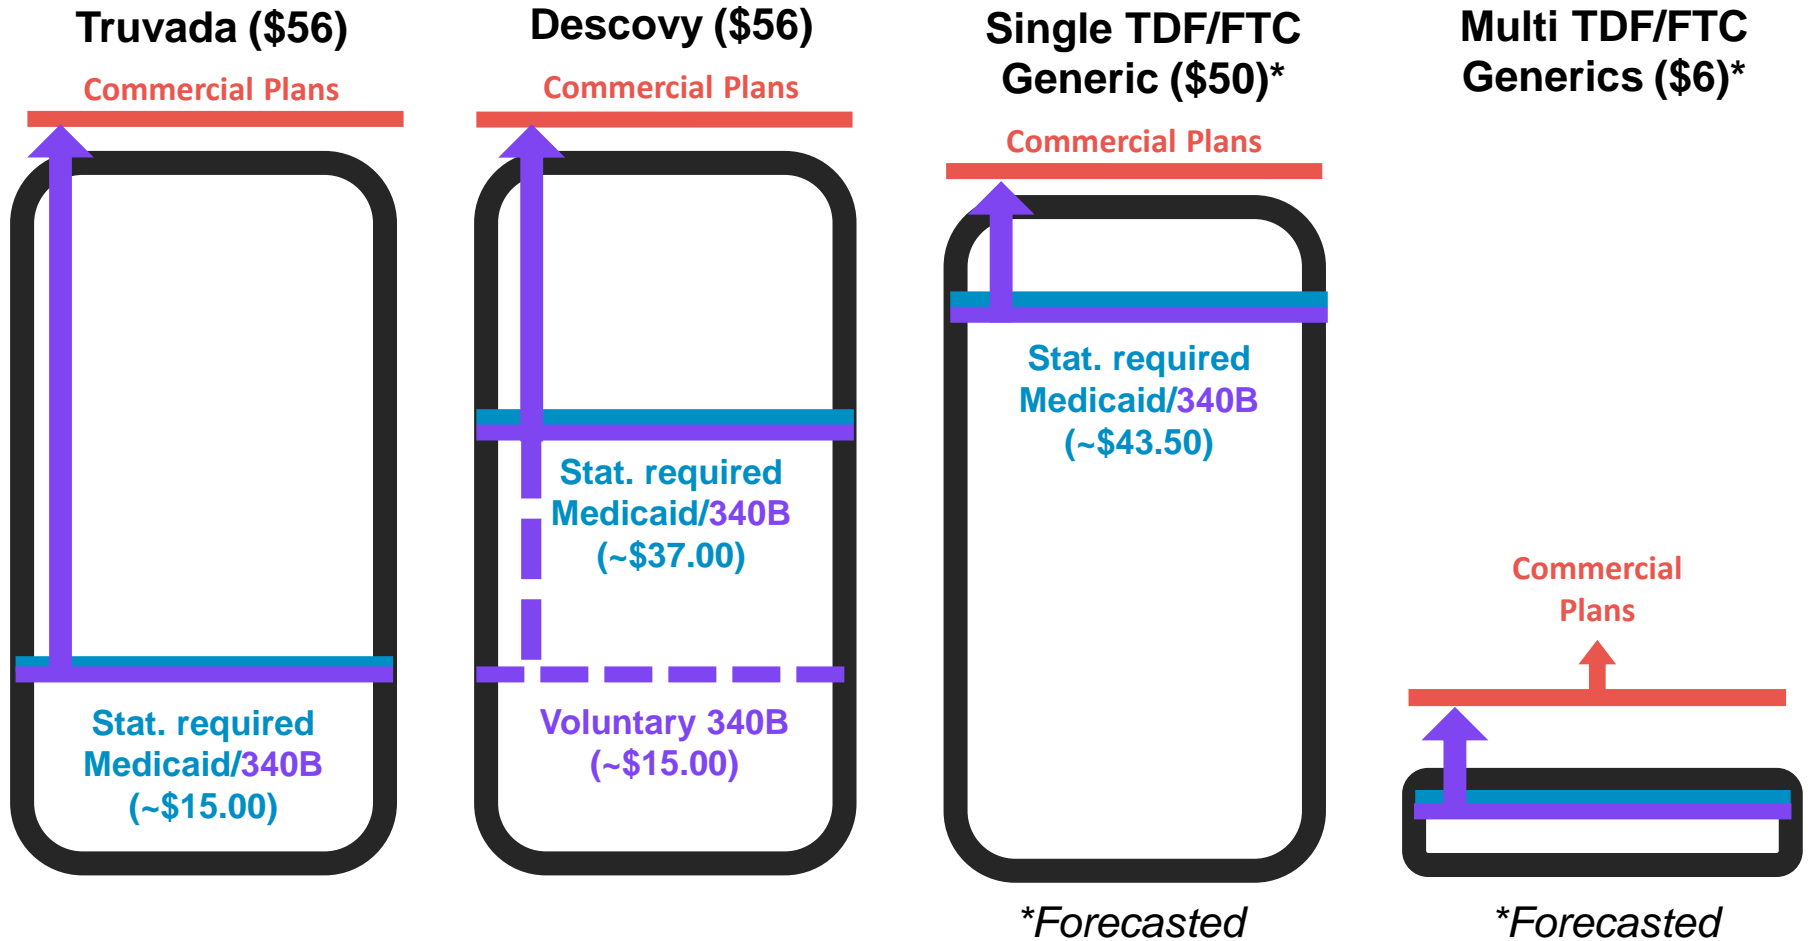 Truvada ($56)
Commercial Plans
Stat. required
Medicaid/340B
(~$15.00)
Descovy ($56)
Commercial Plans
Stat. required
Medicaid/340B
(~$37.00)
Voluntary 340B
(~$15.00)
Single TDF/FTC
Generic ($50)*
Commercial Plans
Stat. required
Medicaid/340B
(~$43.50)
*Forecasted
Multi TDF/FTC
Generics ($6)*
Commercial
Plans
*Forecasted